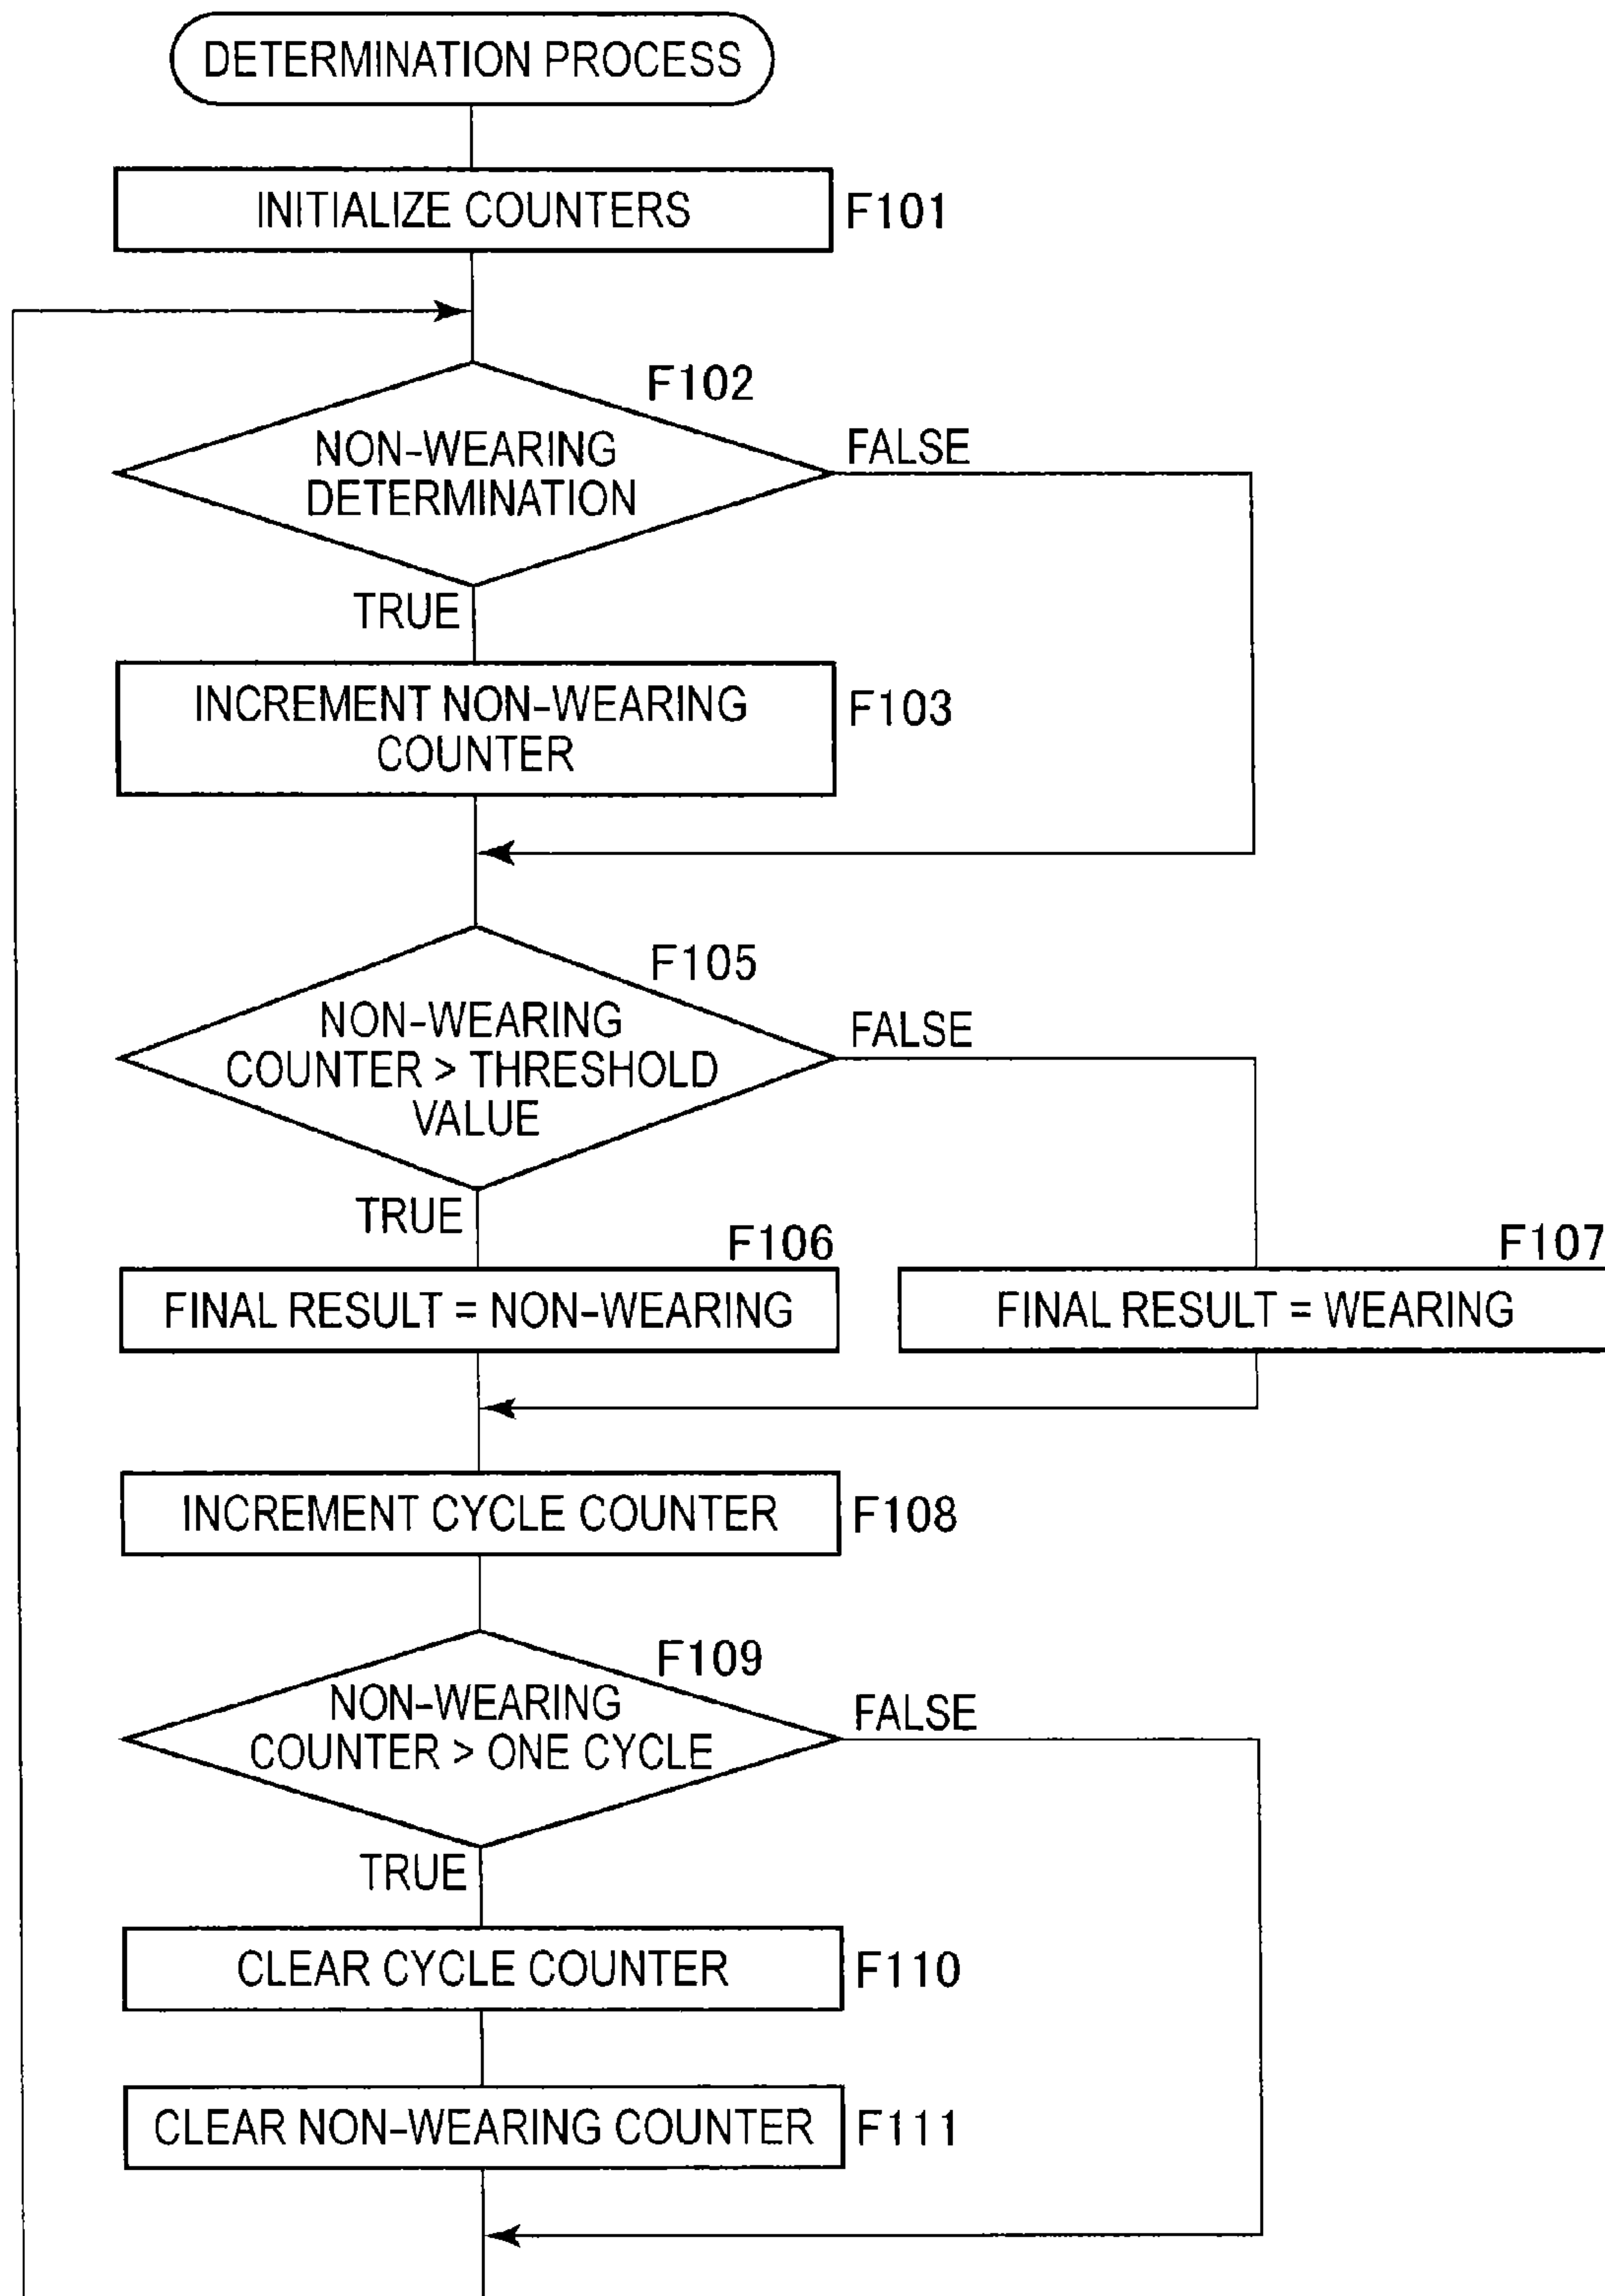 DETERMINATION PROCESS
INITIALIZE COUNTERS
F101
F102
NON-WEARING
DETERMINATION
FALSE
TRUE
INCREMENT NON-WEARING
COUNTER
F103
F105
NON-WEARING
COUNTER > THRESHOLD
VALUE
FALSE
TRUE
F106
FINAL RESULT = NON-WEARING
F107
FINAL RESULT = WEARING
INCREMENT CYCLE COUNTER
F108
F109
NON-WEARING
COUNTER > ONE CYCLE
FALSE
TRUE
CLEAR CYCLE COUNTER
F110
CLEAR NON-WEARING COUNTER
F111